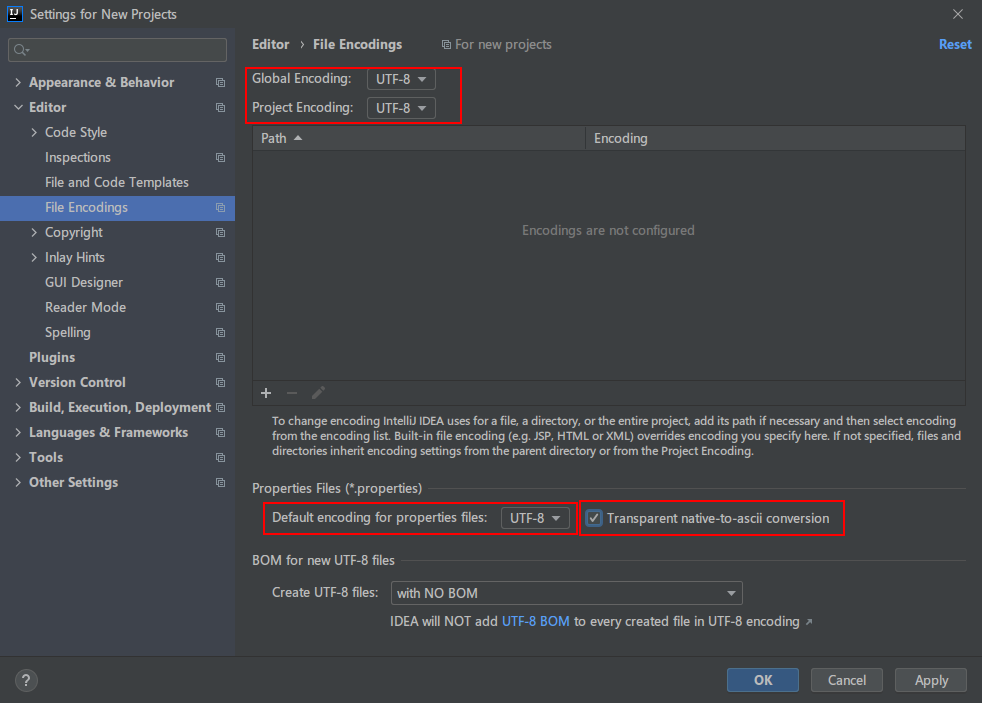 IJ
Settings for New Projects
Editor › File Encodings
For new projects
Reset
Appearance & Behavior
Editor
Code Style
Inspections
File and Code Templates
File Encodings
Copyright
Inlay Hints
GUI Designer
Reader Mode
Spelling
Plugins
Version Control
Build, Execution, Deployment
Languages & Frameworks
Tools
Other Settings
Global Encoding: UTF-8
Project Encoding: UTF-8
Path Encoding
Encodings are not configured
To change encoding IntelliJ IDEA uses for a file, a directory, or the entire project, add its path if necessary and then select encoding
from the encoding list. Built-in file encoding (e.g. JSP, HTML or XML) overrides encoding you specify here. If not specified, files and
directories inherit encoding settings from the parent directory or from the Project Encoding.
Properties Files (*.properties)
Default encoding for properties files: UTF-8 Transparent native-to-ascii conversion
BOM for new UTF-8 files
Create UTF-8 files: with NO BOM
IDEA will NOT add UTF-8 BOM to every created file in UTF-8 encoding ↗
? OK Cancel Apply